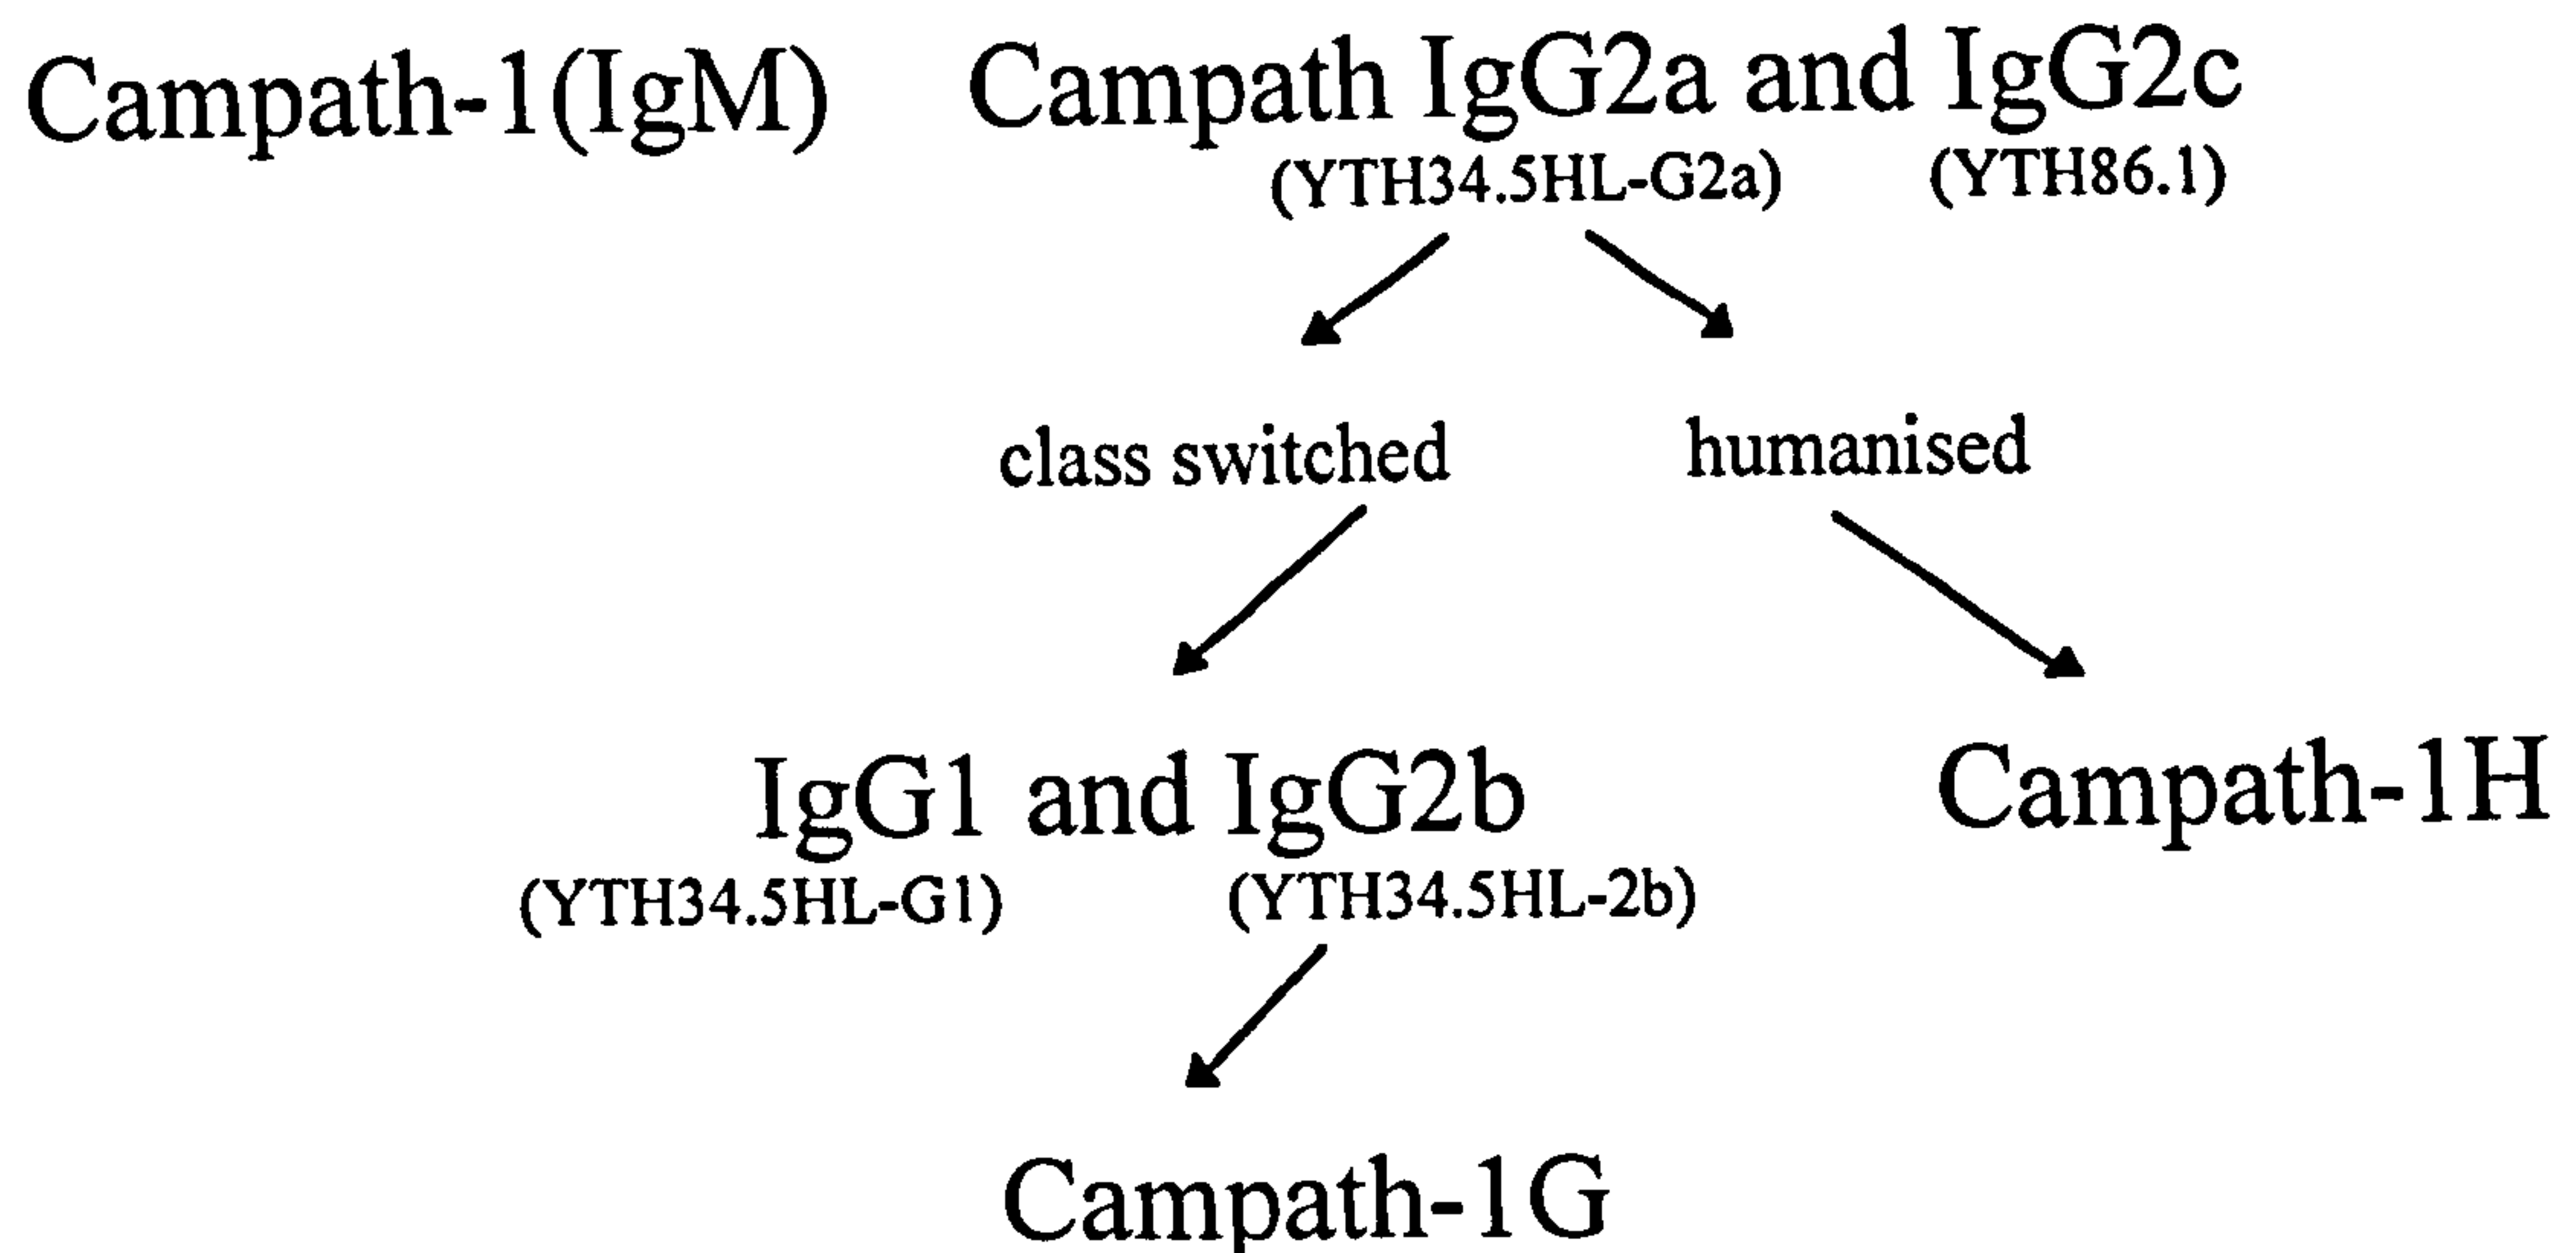 Campath-1(IgM) Campath IgG2a and IgG2c
(YTH34.5HL-G2a) (YTH86.1)
class switched humanised
IgG1 and IgG2b Campath-1H
(YTH34.5HL-G1) (YTH34.5HL-2b)
Campath-1G